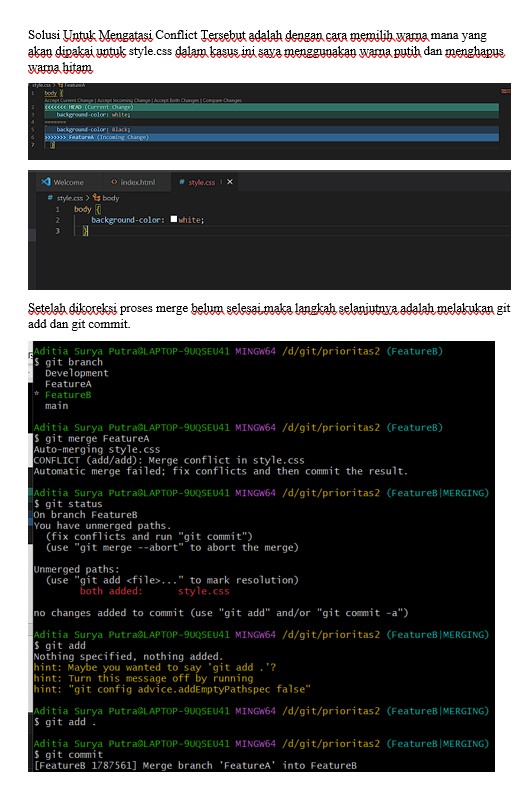 Solusi Untuk Mengatasi Conflict Tersebut adalah dengan cara memilih warna mana yang
akan dipakai untuk style.css dalam kasus ini saya menggunakan warna putih dan menghapus
warna hitam
style.css > FeatureA
1 body {
Accept Current Change | Accept Incoming Change | Accept Both Changes | Compare Changes
2 <<<<<<< HEAD (Current Change)
3 background-color: white;
4 =======
5 background-color: Black;
6 >>>>>>> FeatureA (Incoming Change)
7 }
Welcome <> index.html # style.css ! X
# style.css > body
1 body {
2 background-color: white;
3 }
Setelah dikoreksi proses merge belum selesai,maka langkah selanjutnya adalah melakukan git
add dan git commit.
Aditia Surya Putra@LAPTOP-9UQSEU41 MINGW64 /d/git/prioritas2 (FeatureB)
$ git branch
Development
FeatureA
* FeatureB
main
Aditia Surya Putra@LAPTOP-9UQSEU41 MINGW64 /d/git/prioritas2 (FeatureB)
$ git merge FeatureA
Auto-merging style.css
CONFLICT (add/add): Merge conflict in style.css
Automatic merge failed; fix conflicts and then commit the result.
Aditia Surya Putra@LAPTOP-9UQSEU41 MINGW64 /d/git/prioritas2 (FeatureB|MERGING)
$ git status
On branch FeatureB
You have unmerged paths.
(fix conflicts and run "git commit")
(use "git merge --abort" to abort the merge)
Unmerged paths:
(use "git add <file>..." to mark resolution)
both added: style.css
no changes added to commit (use "git add" and/or "git commit -a")
Aditia Surya Putra@LAPTOP-9UQSEU41 MINGW64 /d/git/prioritas2 (FeatureB|MERGING)
$ git add
Nothing specified, nothing added.
hint: Maybe you wanted to say 'git add .'?
hint: Turn this message off by running
hint: "git config advice.addEmptyPathspec false"
Aditia Surya Putra@LAPTOP-9UQSEU41 MINGW64 /d/git/prioritas2 (FeatureB|MERGING)
$ git add .
Aditia Surya Putra@LAPTOP-9UQSEU41 MINGW64 /d/git/prioritas2 (FeatureB|MERGING)
$ git commit
[FeatureB 1787561] Merge branch 'FeatureA' into FeatureB